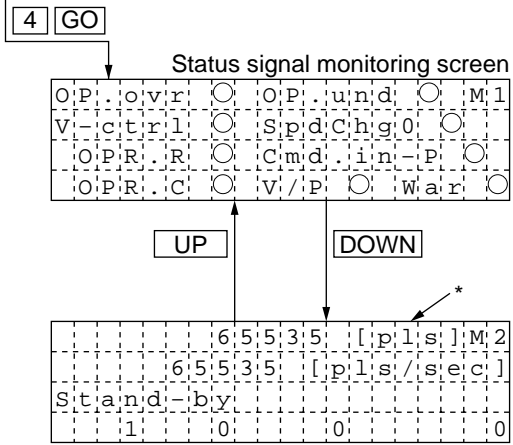 4 GO
Status signal monitoring screen
OP.ovr ○ OP.und ○ M1
V-ctrl ○ SpdChg0 ○
OPR.R ○ Cmd.in-P ○
OPR.C ○ V/P ○ War ○
UP DOWN
*
65535 [pls]M2
65535 [pls/sec]
Stand-by
1 0 0 0